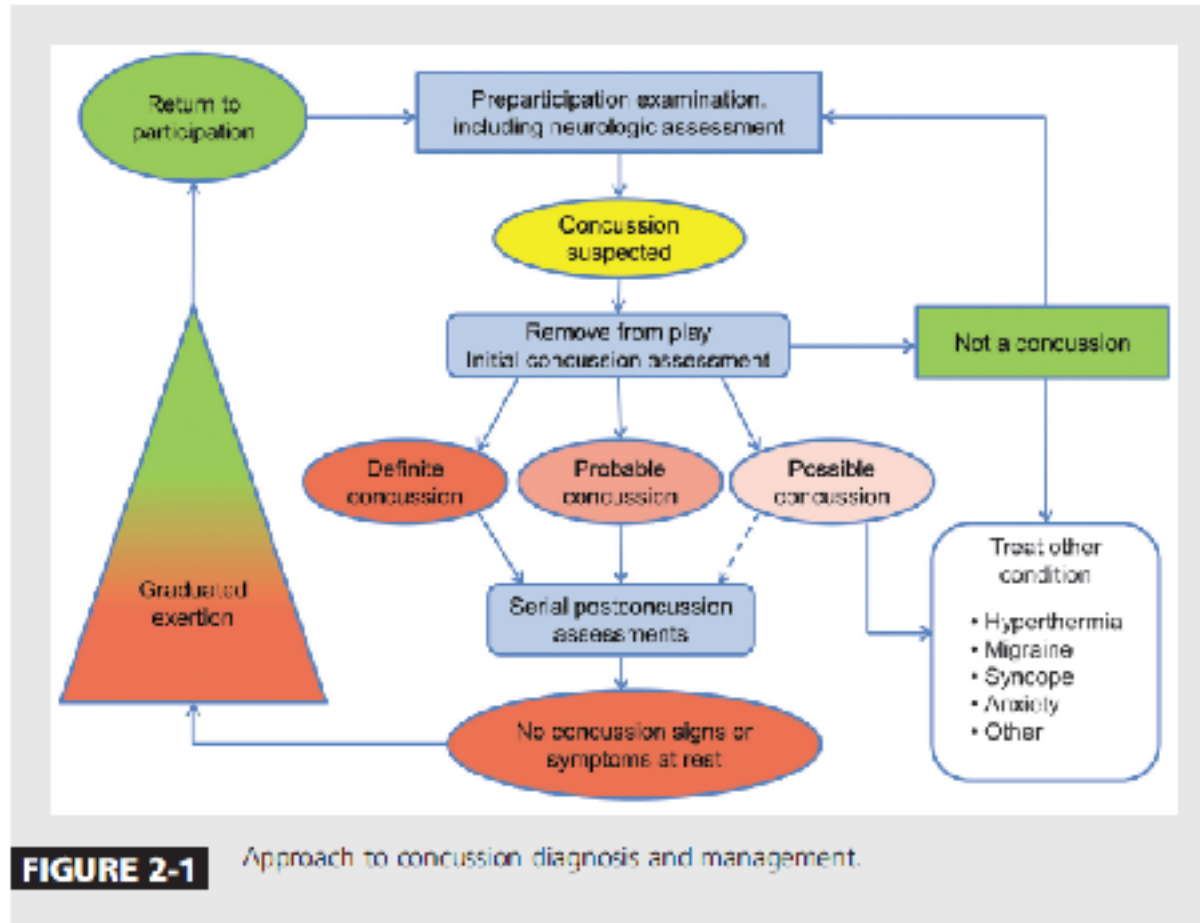 Return to
participation
Preparticipation examination,
including neurologic assessment
Concussion
suspected
Remove from play
Initial concussion assessment
Not a concussion
Definite
concussion
Probable
concussion
Possible
concussion
Treat other
condition
• Hyperthermia
• Migraine
• Syncope
• Anxiety
• Other
Graduated
exertion
Serial postconcussion
assessments
No concussion signs or
symptoms at rest
FIGURE 2-1 Approach to concussion diagnosis and management.